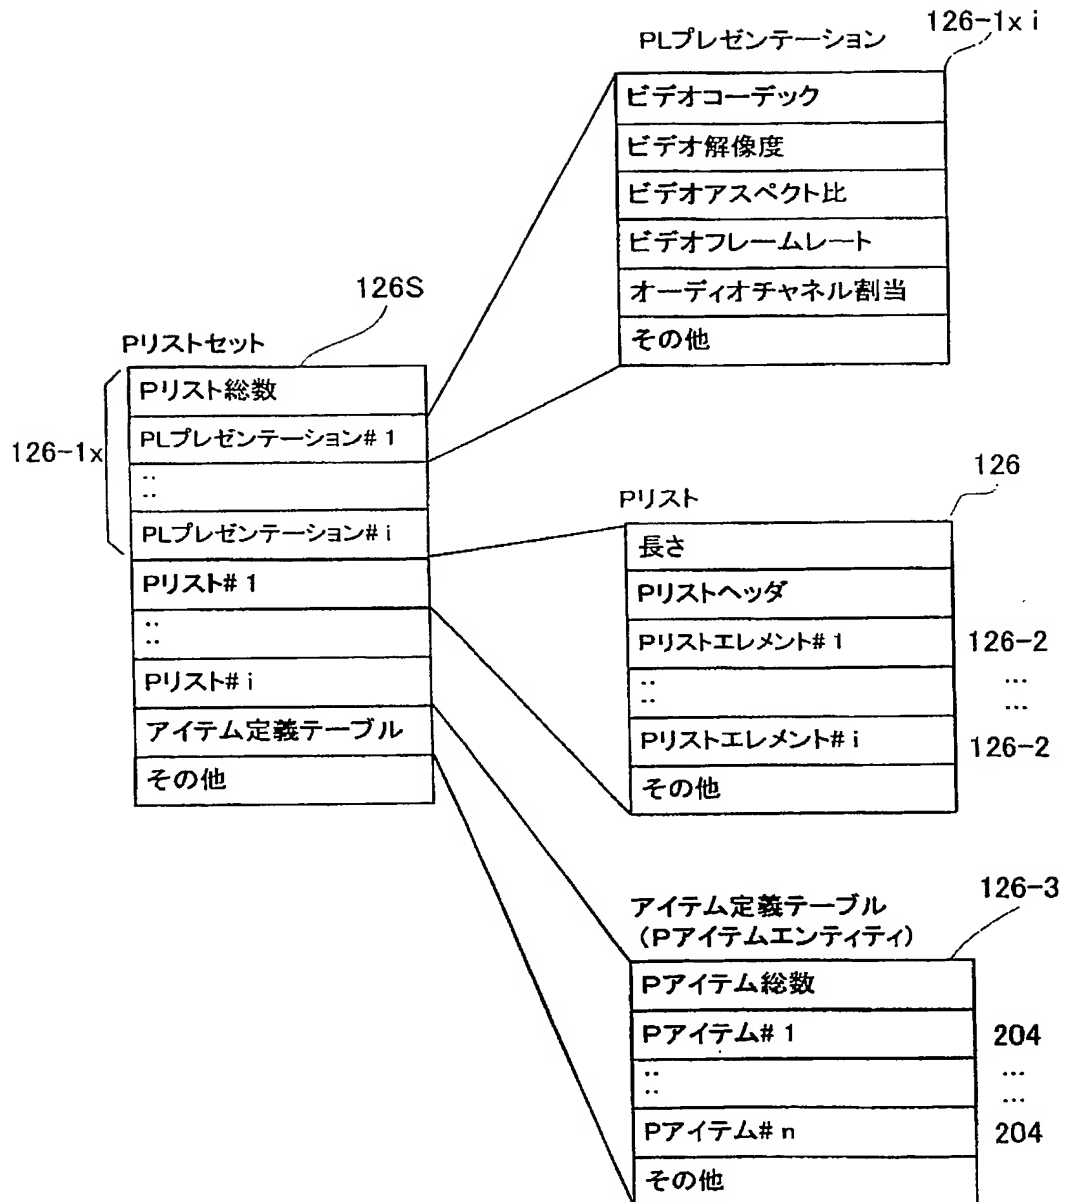 126-1x i
PLプレゼンテーション
ビデオコーデック
ビデオ解像度
ビデオアスペクト比
ビデオフレームレート
オーディオチャネル割当
その他
126S
Pリストセット
Pリスト総数
PLプレゼンテーション# 1
::
PLプレゼンテーション# i
Pリスト# 1
::
Pリスト# i
アイテム定義テーブル
その他
126-1x
126
Pリスト
長さ
Pリストヘッダ
Pリストエレメント# 1 126-2
:: …
…
Pリストエレメント# i 126-2
その他
126-3
アイテム定義テーブル
(Pアイテムエンティティ)
Pアイテム総数
Pアイテム# 1 204
:: …
…
Pアイテム# n 204
その他